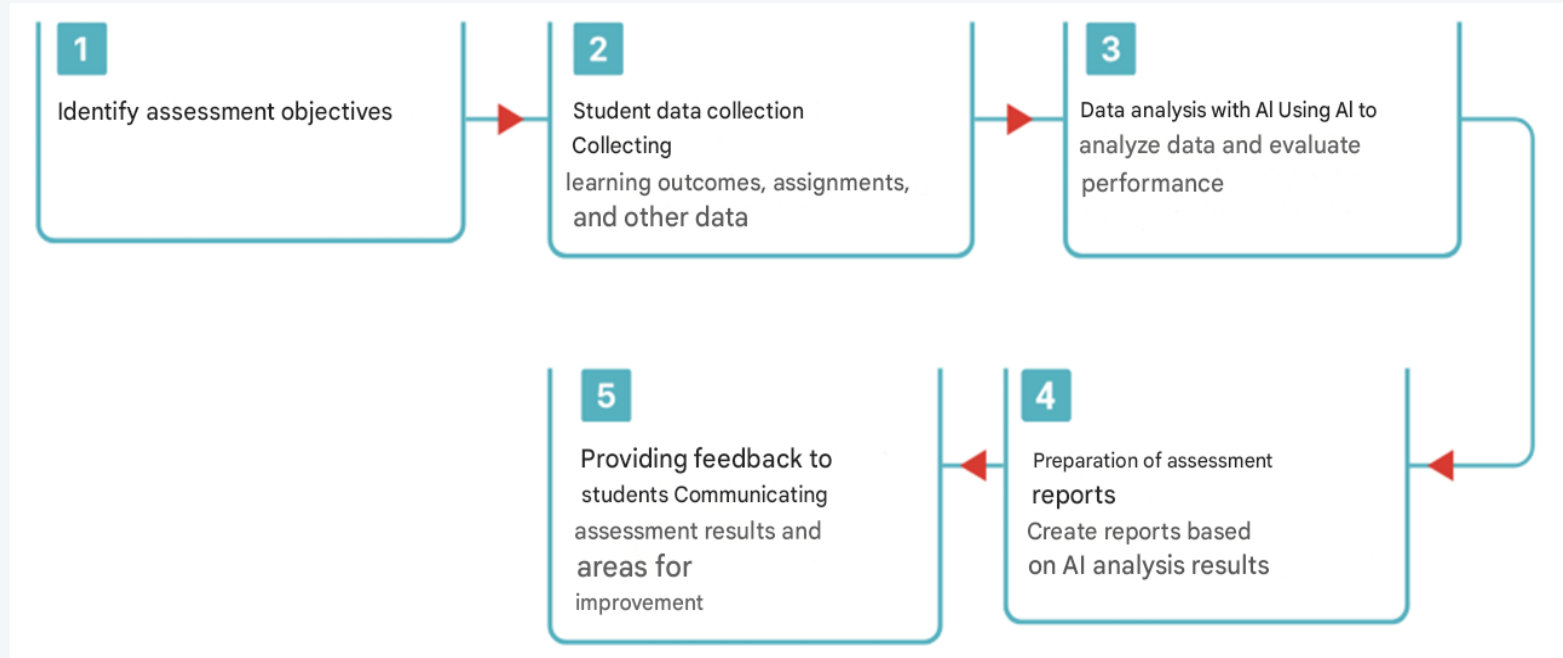 1
Identify assessment objectives
2
Student data collection
Collecting
learning outcomes, assignments,
and other data
3
Data analysis with AI Using AI to
analyze data and evaluate
performance
4
Preparation of assessment
reports
Create reports based
on AI analysis results
5
Providing feedback to
students Communicating
assessment results and
areas for
improvement